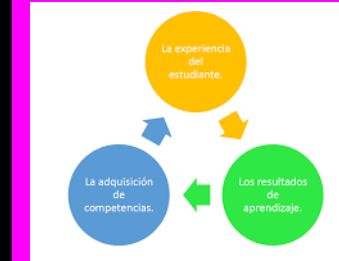 La experiencia
del
estudiante.
Los resultados
de
aprendizaje.
La adquisición
de
competencias.